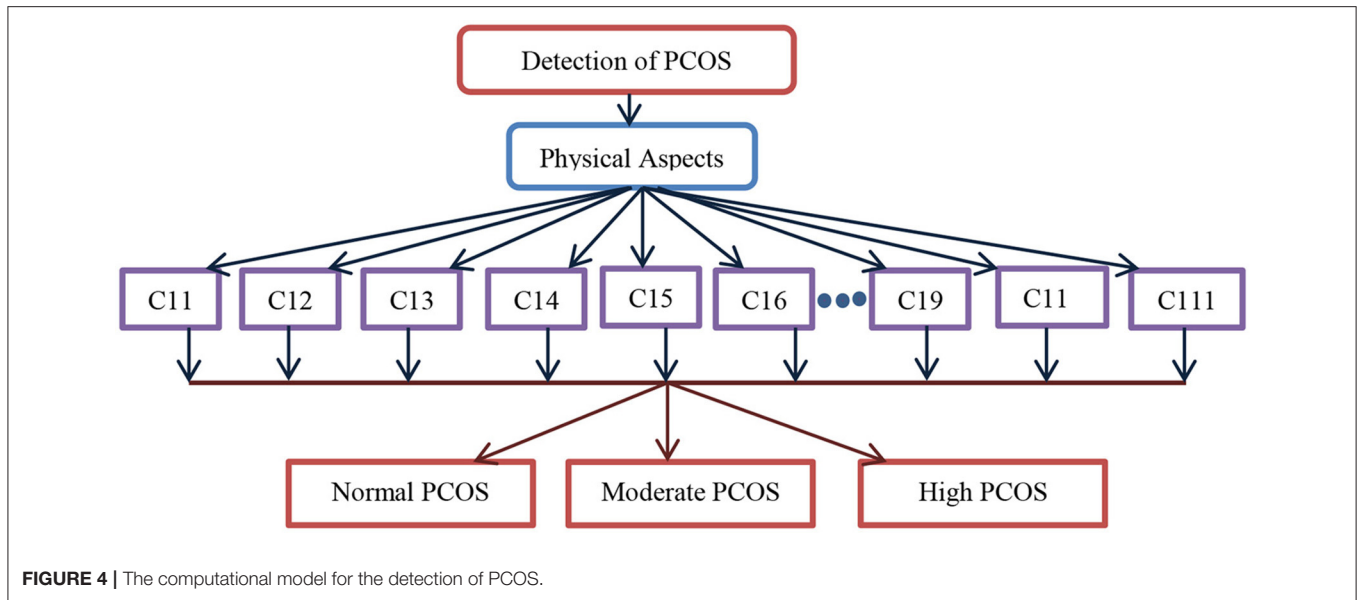 Detection of PCOS
Physical Aspects
C11 C12 C13 C14 C15 C16 C19 C11 C111
Normal PCOS Moderate PCOS High PCOS
FIGURE 4 | The computational model for the detection of PCOS.